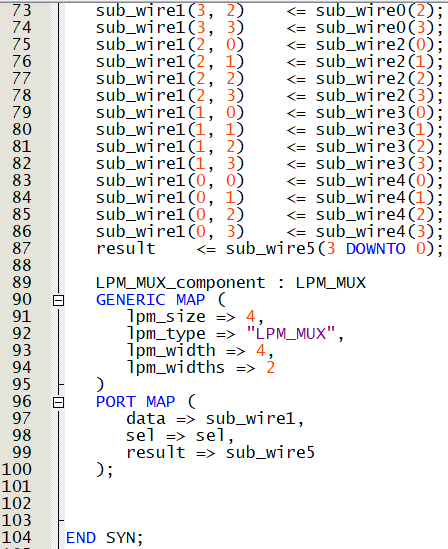 73 sub_wire1(3, 2) <= sub_wire0(2);
74 sub_wire1(3, 3) <= sub_wire0(3);
75 sub_wire1(2, 0) <= sub_wire2(0);
76 sub_wire1(2, 1) <= sub_wire2(1);
77 sub_wire1(2, 2) <= sub_wire2(2);
78 sub_wire1(2, 3) <= sub_wire2(3);
79 sub_wire1(1, 0) <= sub_wire3(0);
80 sub_wire1(1, 1) <= sub_wire3(1);
81 sub_wire1(1, 2) <= sub_wire3(2);
82 sub_wire1(1, 3) <= sub_wire3(3);
83 sub_wire1(0, 0) <= sub_wire4(0);
84 sub_wire1(0, 1) <= sub_wire4(1);
85 sub_wire1(0, 2) <= sub_wire4(2);
86 sub_wire1(0, 3) <= sub_wire4(3);
87 result <= sub_wire5(3 DOWNTO 0);
88
89 LPM_MUX_component : LPM_MUX
90 GENERIC MAP (
91 lpm_size => 4,
92 lpm_type => "LPM_MUX",
93 lpm_width => 4,
94 lpm_widths => 2
95 )
96 PORT MAP (
97 data => sub_wire1,
98 sel => sel,
99 result => sub_wire5
100 );
101
102
103
104 END SYN;